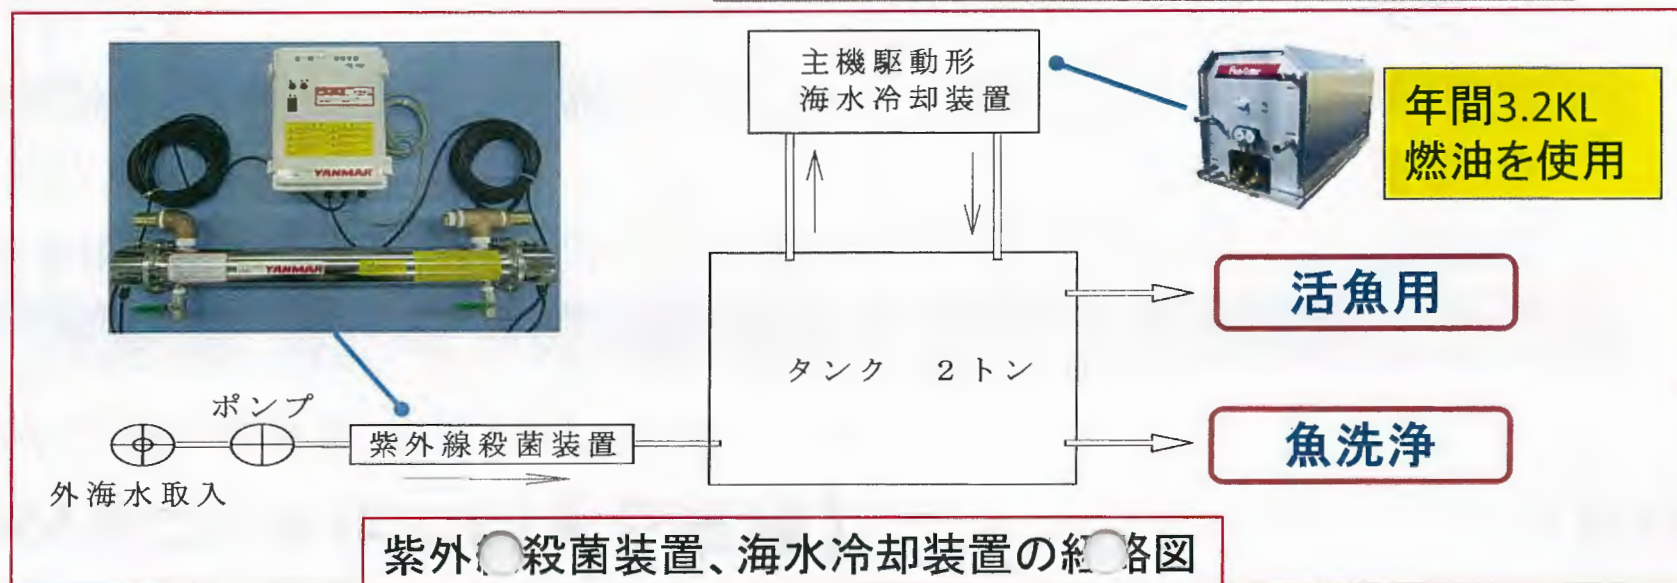 主機駆動形
海水冷却装置
年間3.2KL
燃油を使用
YANMAR
YANMAR
活魚用
タンク 2トン
ポンプ
紫外線殺菌装置
魚洗浄
外海水取入
紫外 殺菌装置、海水冷却装置の 図